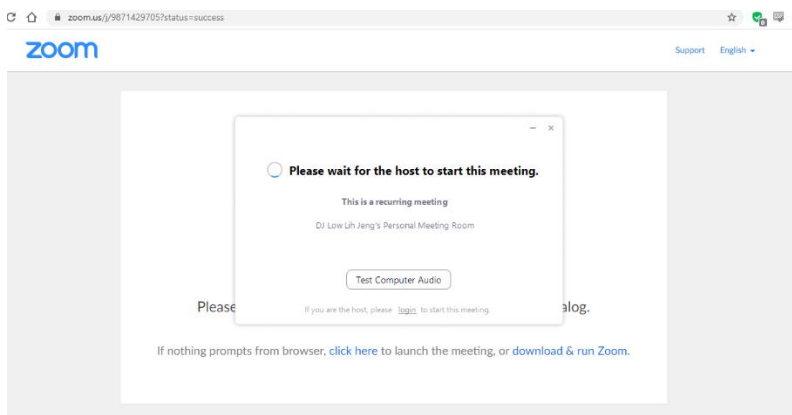 zoom.us/j/9871429705?status=success
zoom
Support English
Please wait for the host to start this meeting.
This is a recurring meeting
DJ Low Lih Jeng's Personal Meeting Room
Test Computer Audio
Please alog.
If you are the host, please login to start this meeting.
If nothing prompts from browser, click here to launch the meeting, or download & run Zoom.